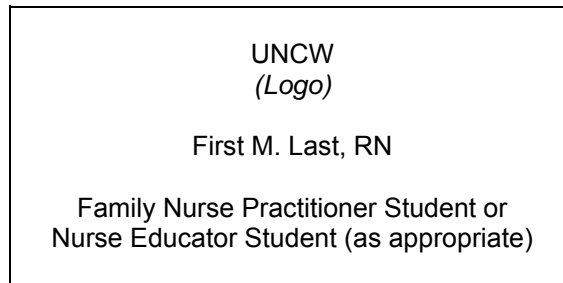 UNCW
(Logo)
First M. Last, RN
Family Nurse Practitioner Student or
Nurse Educator Student (as appropriate)